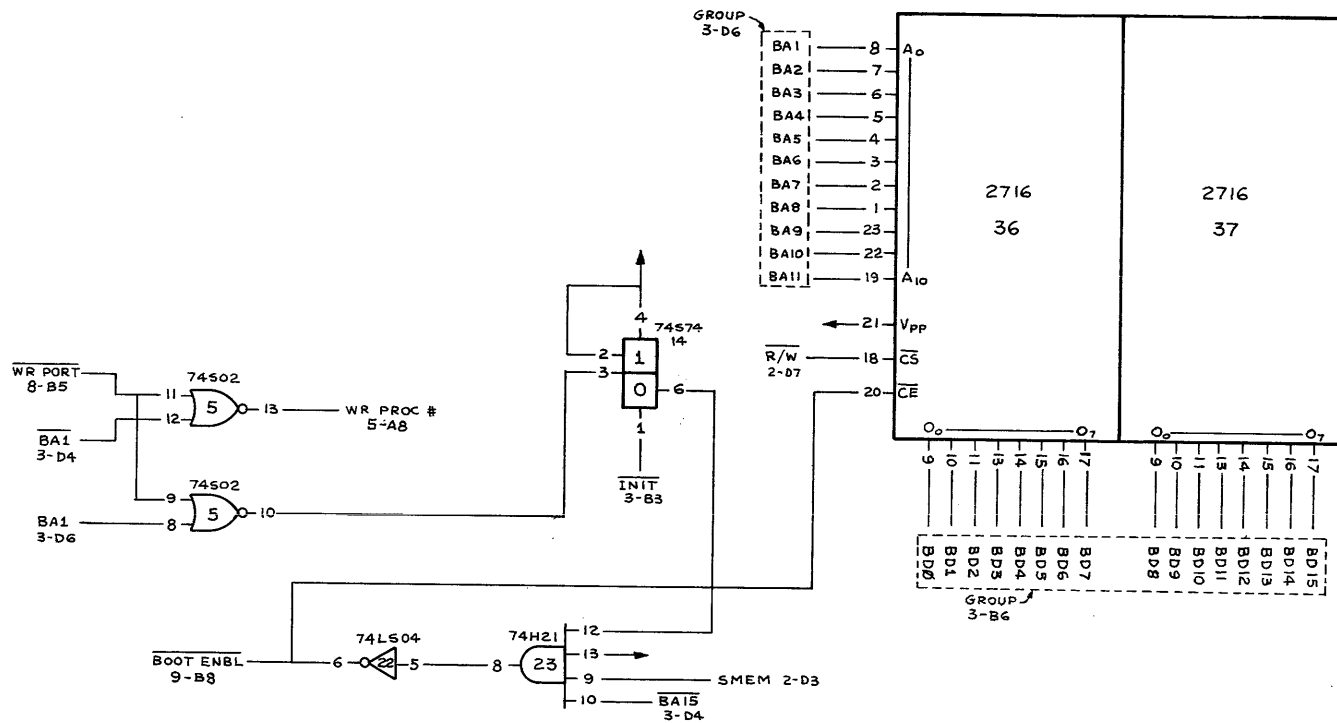 GROUP
3-D6
BA1 8 A0
BA2 7
BA3 6
BA4 5
BA5 4
BA6 3
BA7 2
BA8 1
BA9 23
BA10 22
BA11 19 A10
2716
36
2716
37
21 VPP
R/W 18 CS
2-D7
20 CE
O0 O7
O0 O7
9 10 11 13 14 15 16 17
9 10 11 13 14 15 16 17
BDØ BD1 BD2 BD3 BD4 BD5 BD6 BD7
BD8 BD9 BD10 BD11 BD12 BD13 BD14 BD15
GROUP
3-B6
4
74S74
14
2 1
3 0 6
1
INIT
3-B3
WR PORT
8-B5
74S02
11
5 13 WR PROC #
5-A8
12
BA1
3-D4
74S02
9
5 10
BA1 8
3-D6
74LS04
74H21
12
13
BOOT ENBL 6 22 5 8 23
9-B8
9 SMEM 2-D3
10 BA15
3-D4